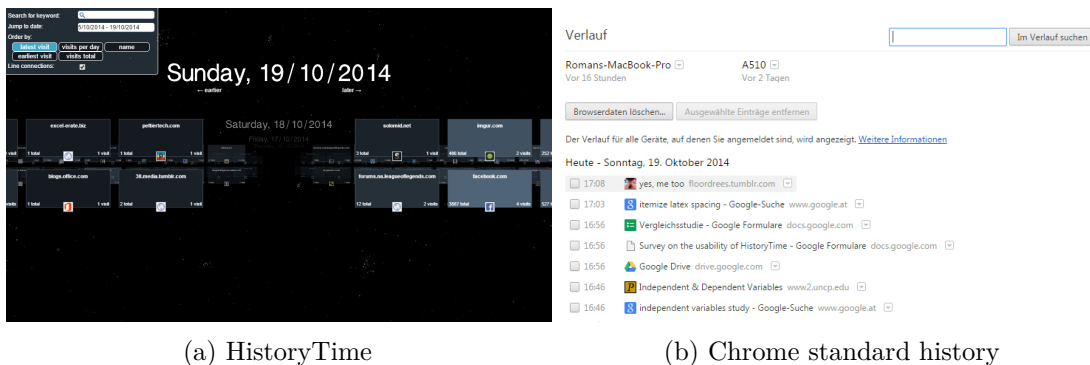 Search for keyword:
Jump to date: 5/10/2014 - 19/10/2014
Order by:
latest visit visits per day name
earliest visit visits total
Line connections:
Sunday, 19/10/2014
←earlier later→
Saturday, 18/10/2014
Friday, 17/10/2014
excel-erate.biz peltiertech.com solomid.net imgur.com
1 visit 1 total 1 visit 2 total 1 visit 3 total 1 visit 486 total 2 visits 252 t
blogs.office.com 38.media.tumblr.com forums.na.leagueoflegends.com facebook.com
1 visit 1 total 1 visit 2 total 1 visit 12 total 2 visits 3667 total 4 visits 527 t
(a) HistoryTime
Verlauf
Im Verlauf suchen
Romans-MacBook-Pro A510
Vor 16 Stunden Vor 2 Tagen
Browserdaten löschen... Ausgewählte Einträge entfernen
Der Verlauf für alle Geräte, auf denen Sie angemeldet sind, wird angezeigt. Weitere Informationen
Heute - Sonntag, 19. Oktober 2014
17:08 yes, me too floordrees.tumblr.com
17:03 itemize latex spacing - Google-Suche www.google.at
16:56 Vergleichsstudie - Google Formulare docs.google.com
16:56 Survey on the usability of HistoryTime - Google Formulare docs.google.com
16:56 Google Drive drive.google.com
16:46 Independent & Dependent Variables www2.uncp.edu
16:46 independent variables study - Google-Suche www.google.at
(b) Chrome standard history